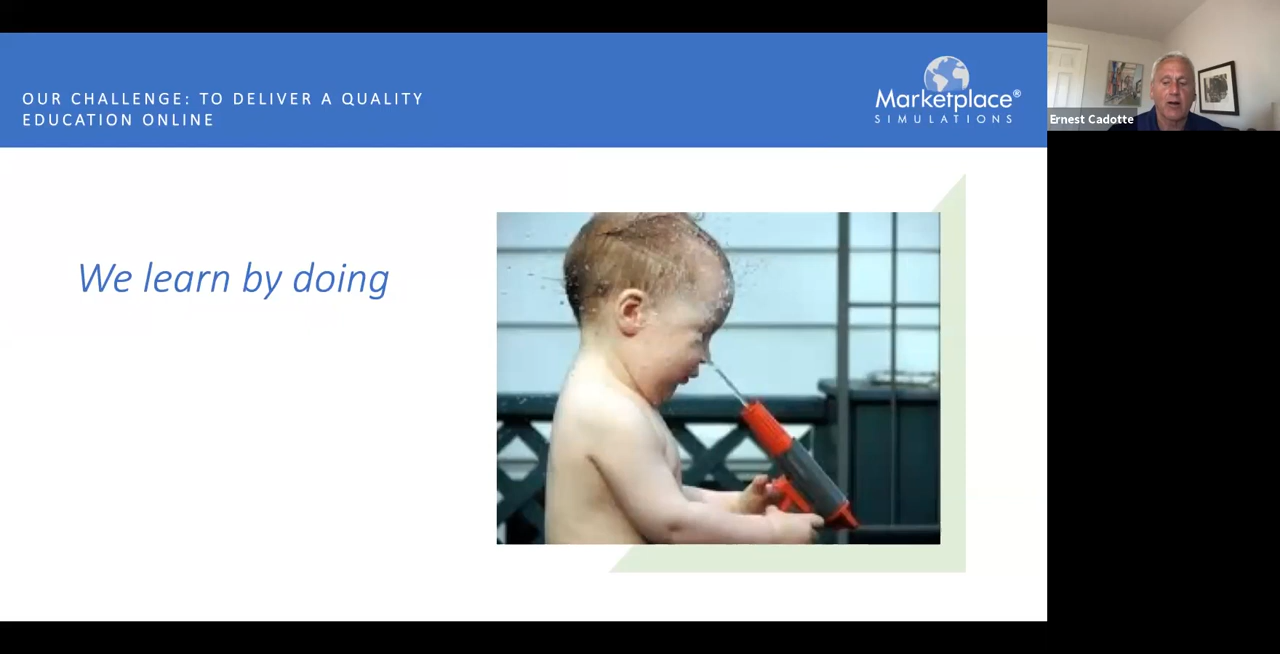 OUR CHALLENGE: TO DELIVER A QUALITY
EDUCATION ONLINE
Marketplace®
SIMULATIONS
Ernest Cadotte
We learn by doing